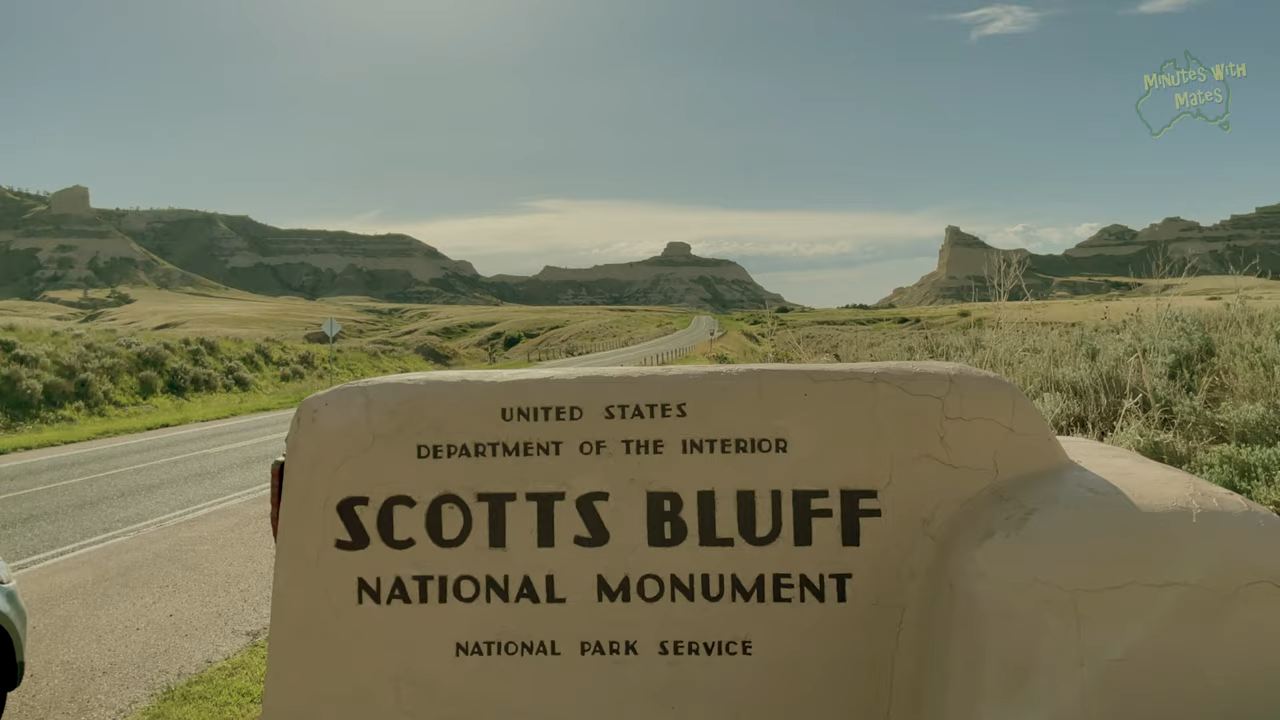 Minutes With
Mates
UNITED STATES
DEPARTMENT OF THE INTERIOR
SCOTTS BLUFF
NATIONAL MONUMENT
NATIONAL PARK SERVICE